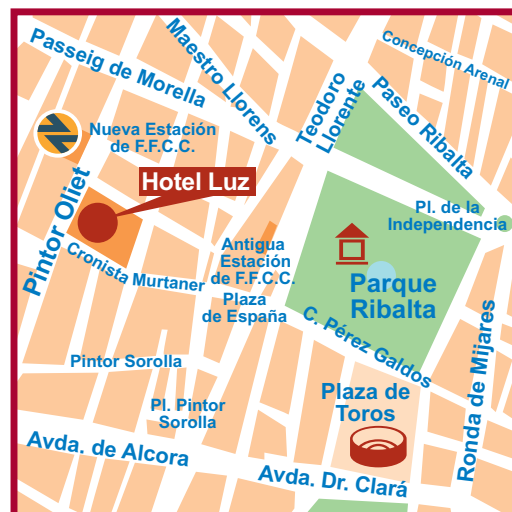 Concepción Arenal
Maestro Llorens
Passeig de Morella
Teodoro
Llorente
Paseo Ribalta
Nueva Estación
de F.F.C.C.
Hotel Luz
Pintor Oliet
Pl. de la
Independencia
Antigua
Estación
de F.F.C.C.
Cronista Murtaner
Plaza
de España
Parque
Ribalta
C. Pérez Galdos
Ronda de Mijares
Pintor Sorolla
Plaza de
Toros
Pl. Pintor
Sorolla
Avda. de Alcora
Avda. Dr. Clará